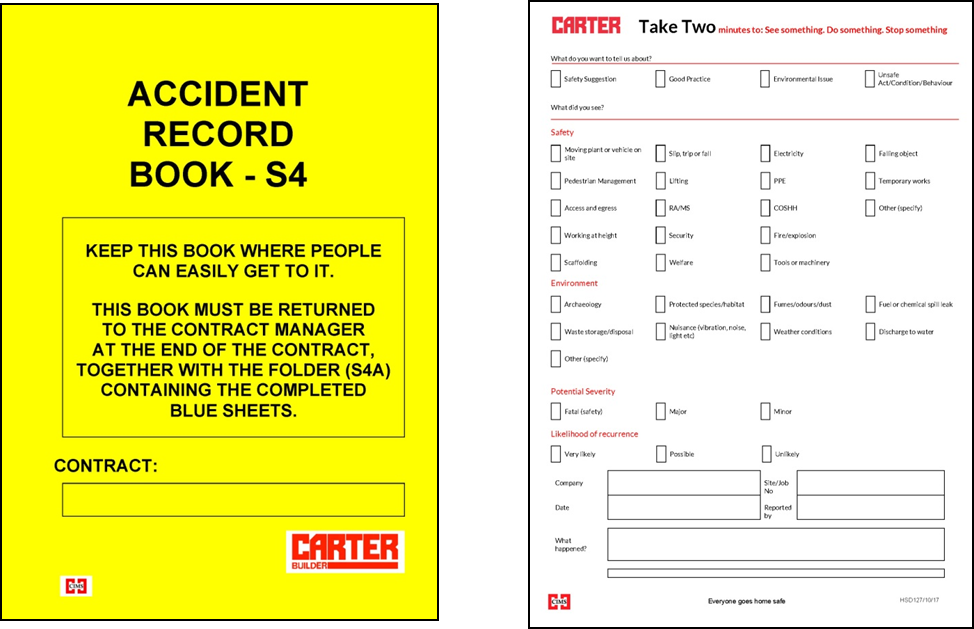 ACCIDENT
RECORD
BOOK - S4
KEEP THIS BOOK WHERE PEOPLE
CAN EASILY GET TO IT.
THIS BOOK MUST BE RETURNED
TO THE CONTRACT MANAGER
AT THE END OF THE CONTRACT,
TOGETHER WITH THE FOLDER (S4A)
CONTAINING THE COMPLETED
BLUE SHEETS.
CONTRACT:
CARTER
BUILDER
CIMS
CARTER Take Two minutes to: See something. Do something. Stop something
What do you want to tell us about?
Safety Suggestion Good Practice Environmental Issue Unsafe
Act/Condition/Behaviour
What did you see?
Safety
Moving plant or vehicle on
site Slip, trip or fall Electricity Falling object
Pedestrian Management Lifting PPE Temporary works
Access and egress RA/MS COSHH Other (specify)
Working at height Security Fire/explosion
Scaffolding Welfare Tools or machinery
Environment
Archaeology Protected species/habitat Fumes/odours/dust Fuel or chemical spill leak
Waste storage/disposal Nuisance (vibration, noise,
light etc) Weather conditions Discharge to water
Other (specify)
Potential Severity
Fatal (safety) Major Minor
Likelihood of recurrence
Very likely Possible Unlikely
Company Site/Job
No
Date Reported
by
What
happened?
CIMS Everyone goes home safe HSD127/10/17